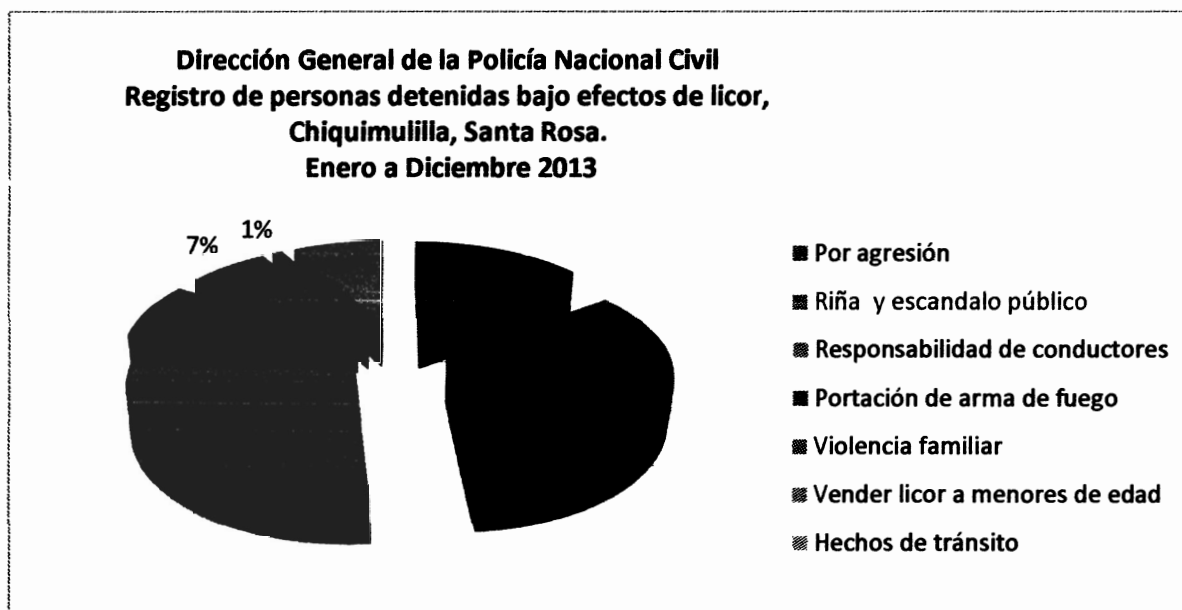 Dirección General de la Policía Nacional Civil
Registro de personas detenidas bajo efectos de licor,
Chiquimulilla, Santa Rosa.
Enero a Diciembre 2013
7%
1%
Por agresión
Riña y escandalo público
Responsabilidad de conductores
Portación de arma de fuego
Violencia familiar
Vender licor a menores de edad
Hechos de tránsito